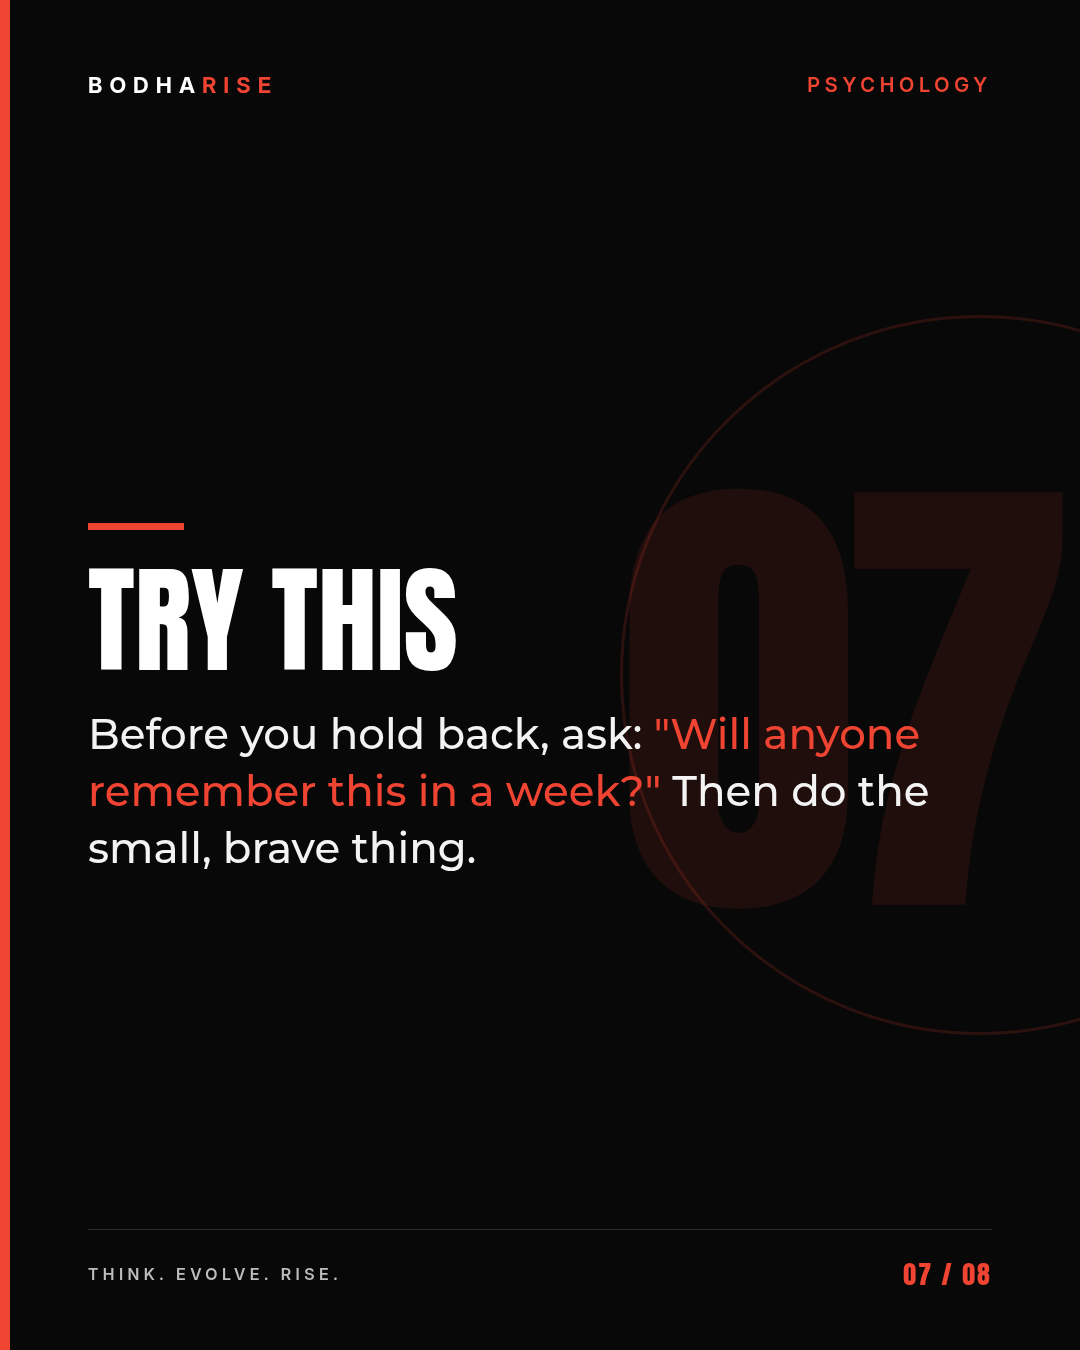 BODHARISE
PSYCHOLOGY
07
TRY THIS
Before you hold back, ask: "Will anyone
remember this in a week?" Then do the
small, brave thing.
THINK. EVOLVE. RISE.
07 / 08